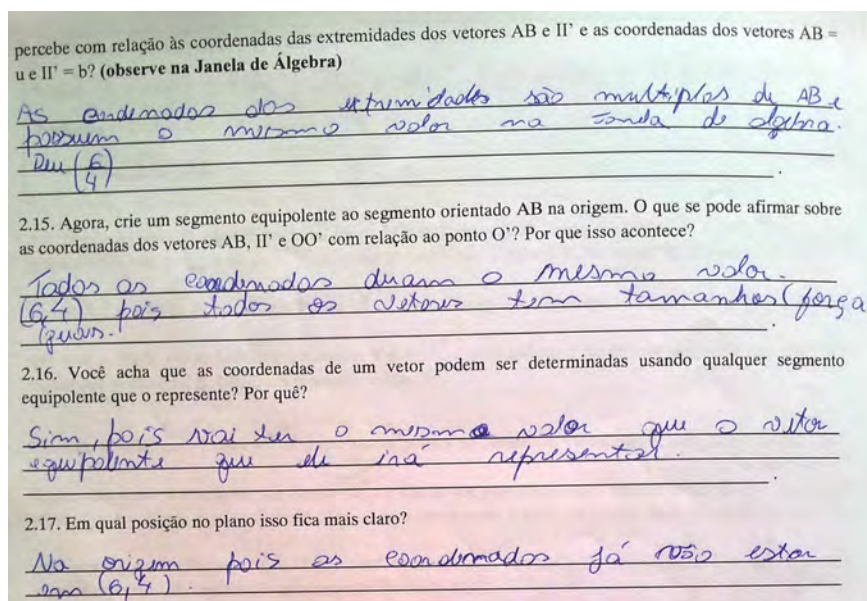 percebe com relação às coordenadas das extremidades dos vetores AB e II’ e as coordenadas dos vetores AB =
u e II’ = b? (observe na Janela de Álgebra)
As coordenadas das extremidades são multiplos de AB e
possuem o mesmo valor na Janela de algebra.
Deu (6
4)
2.15. Agora, crie um segmento equipolente ao segmento orientado AB na origem. O que se pode afirmar sobre
as coordenadas dos vetores AB, II’ e OO’ com relação ao ponto O’? Por que isso acontece?
Todas as coordenadas deram o mesmo valor.
(6,4) pois todos os vetores tem tamanhos (força
iguais.
2.16. Você acha que as coordenadas de um vetor podem ser determinadas usando qualquer segmento
equipolente que o represente? Por quê?
Sim, pois vai ter o mesmo valor que o vetor
equipolente que ele irá representar.
2.17. Em qual posição no plano isso fica mais claro?
Na origem pois as coordenadas já vão estar
em (6,4).